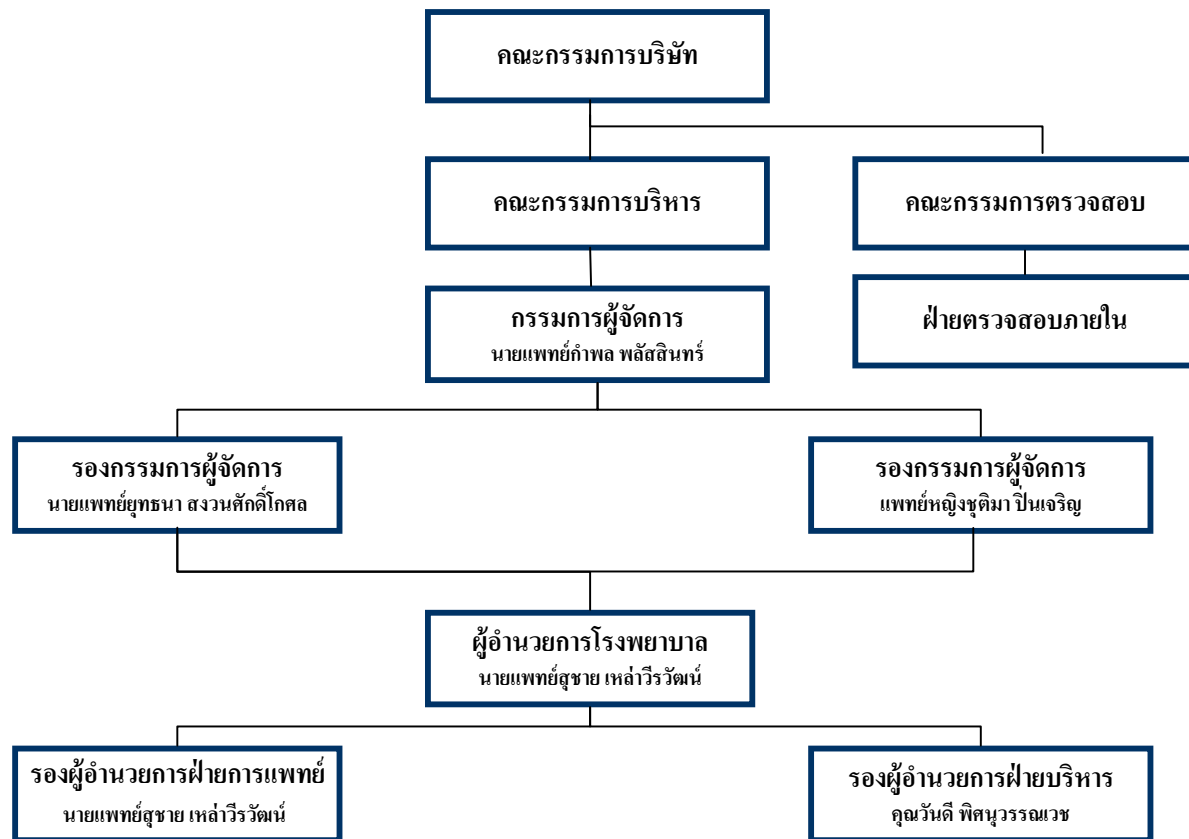 คณะกรรมการบริษัท
คณะกรรมการบริหาร
คณะกรรมการตรวจสอบ
กรรมการผู้จัดการ
นายแพทย์กำพล พลัสสินทร์
ฝ่ายตรวจสอบภายใน
รองกรรมการผู้จัดการ
นายแพทย์ยุทธนา สงวนศักดิ์โกศล
รองกรรมการผู้จัดการ
แพทย์หญิงชุติมา ปิ่นเจริญ
ผู้อำนวยการโรงพยาบาล
นายแพทย์สุชาย เหล่าวีรวัฒน์
รองผู้อำนวยการฝ่ายการแพทย์
นายแพทย์สุชาย เหล่าวีรวัฒน์
รองผู้อำนวยการฝ่ายบริหาร
คุณวันดี พิศนุวรรณเวช